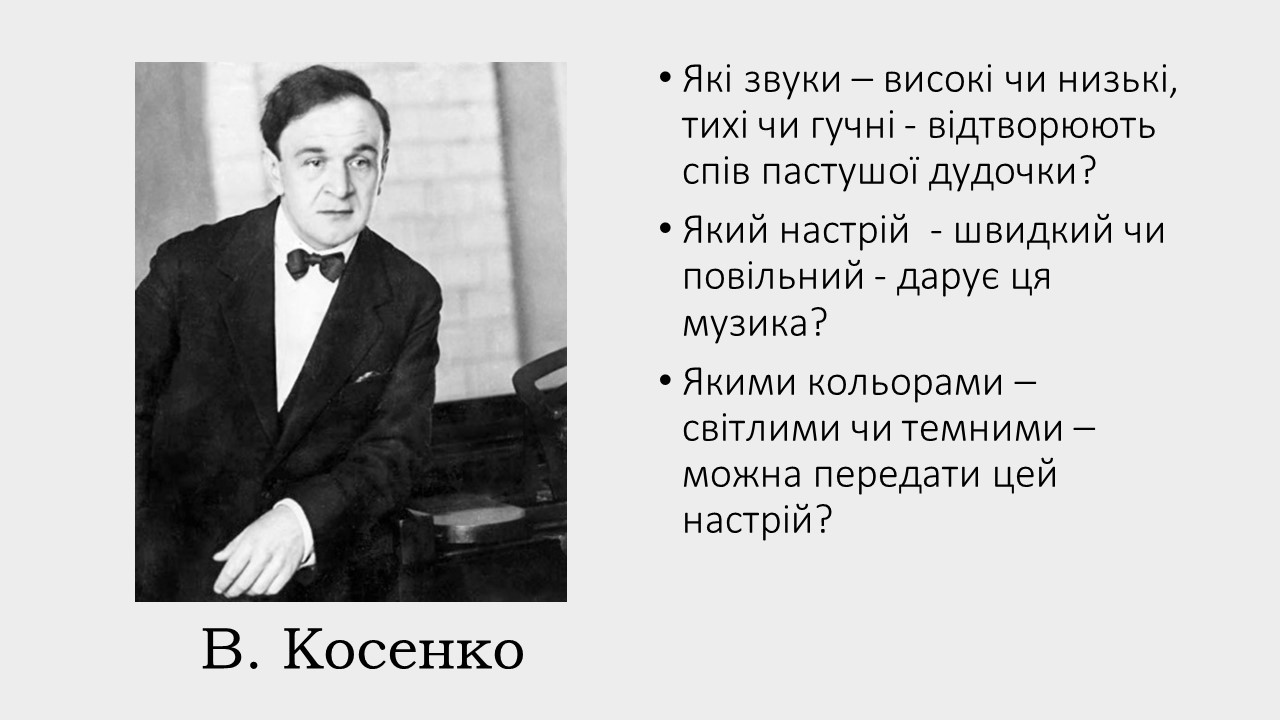 • Які звуки – високі чи низькі,
тихі чи гучні - відтворюють
спів пастушої дудочки?
• Який настрій  - швидкий чи
повільний - дарує ця
музика?
• Якими кольорами –
світлими чи темними –
можна передати цей
настрій?
В. Косенко